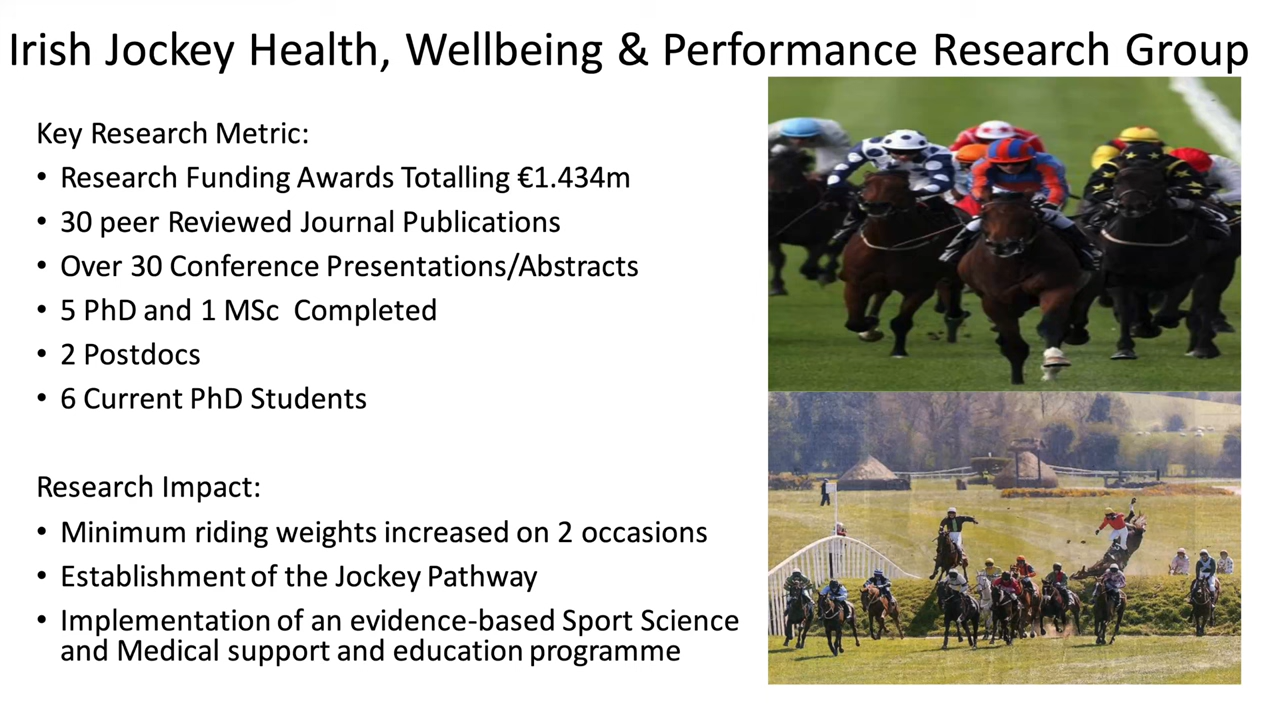 Irish Jockey Health, Wellbeing & Performance Research Group
Key Research Metric:
• Research Funding Awards Totalling €1.434m
• 30 peer Reviewed Journal Publications
• Over 30 Conference Presentations/Abstracts
• 5 PhD and 1 MSc  Completed
• 2 Postdocs
• 6 Current PhD Students
Research Impact:
• Minimum riding weights increased on 2 occasions
• Establishment of the Jockey Pathway
• Implementation of an evidence-based Sport Science
and Medical support and education programme